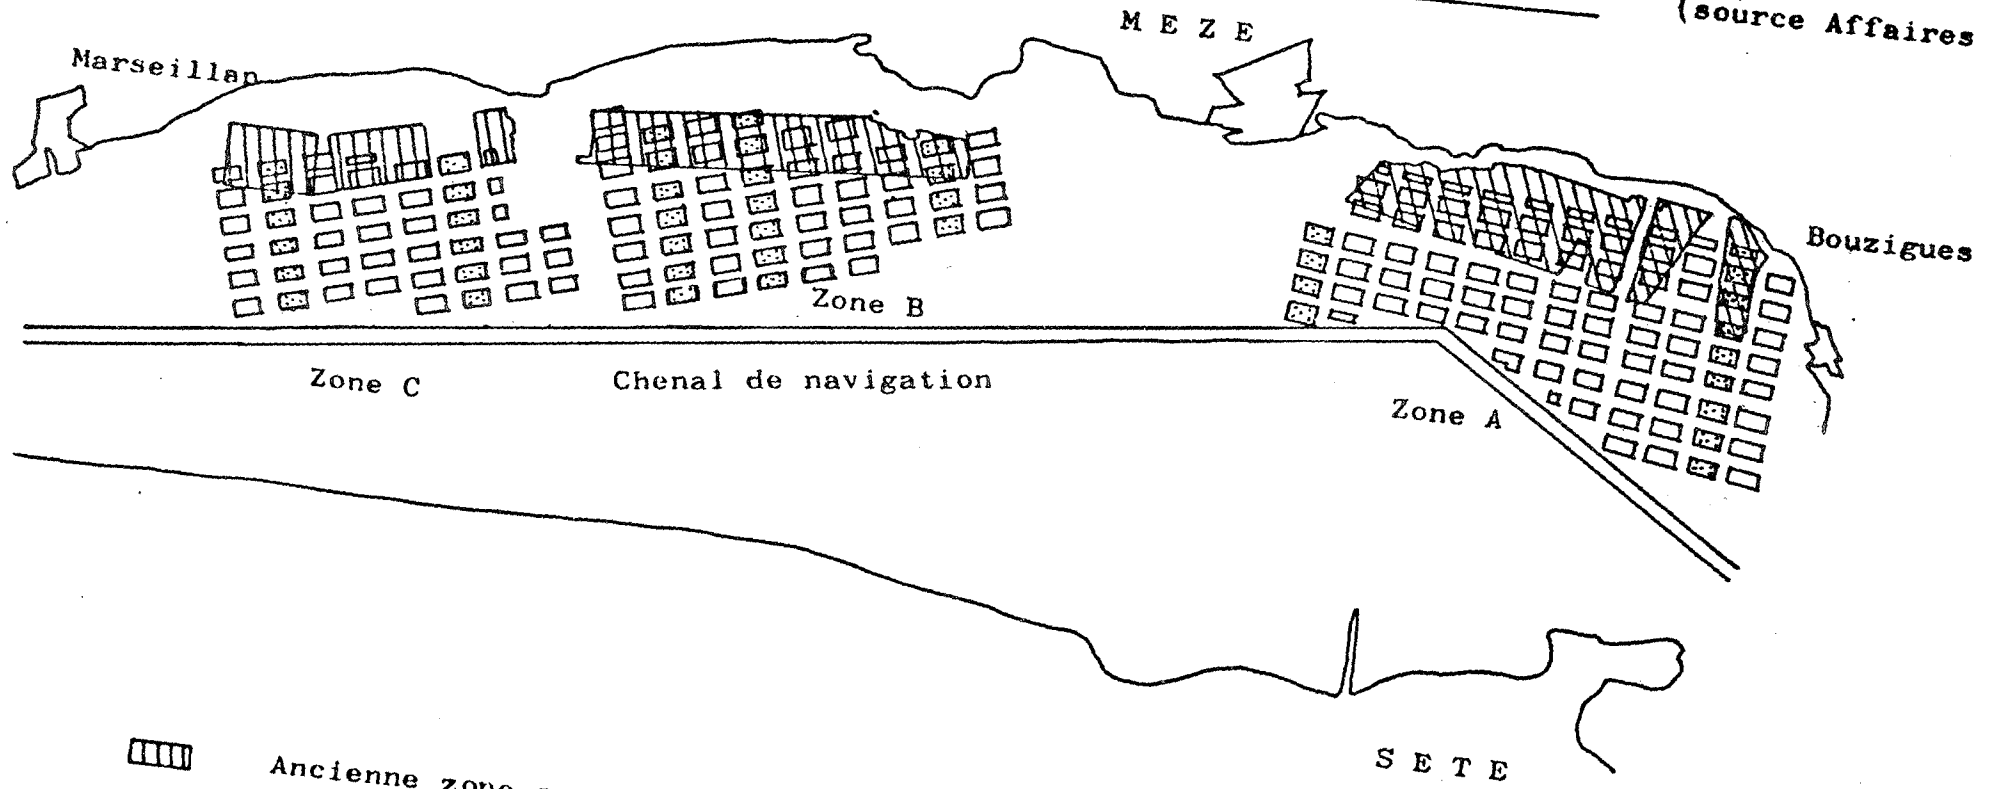 M E Z E
(source Affaires
Marseillan
Bouzigues
Zone B
Zone C
Chenal de navigation
Zone A
S E T E
Ancienne zone